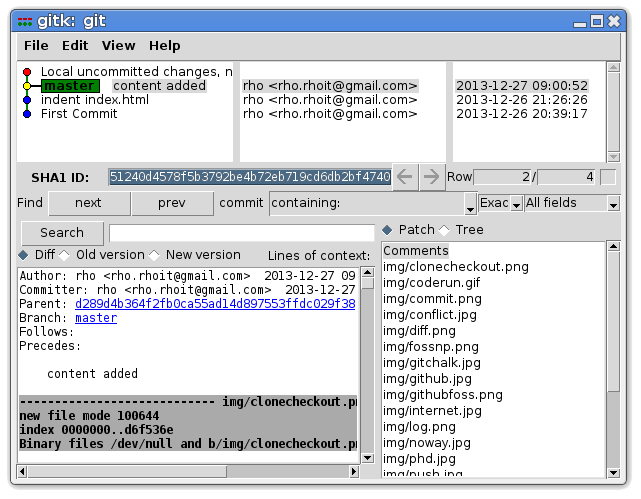 gitk: git
File Edit View Help
Local uncommitted changes, n
master content added rho <rho.rhoit@gmail.com> 2013-12-27 09:00:52
indent index.html rho <rho.rhoit@gmail.com> 2013-12-26 21:26:26
First Commit rho <rho.rhoit@gmail.com> 2013-12-26 20:39:17
SHA1 ID: 51240d4578f5b3792be4b72eb719cd6db2bf4740 Row 2 / 4
Find next prev commit containing: Exac All fields
Search
Diff Old version New version Lines of context:
Author: rho <rho.rhoit@gmail.com> 2013-12-27 09
Committer: rho <rho.rhoit@gmail.com> 2013-12-27
Parent: d289d4b364f2fb0ca55ad14d897553ffdc029f38
Branch: master
Follows:
Precedes:
content added
---------------------------- img/clonecheckout.pn
new file mode 100644
index 0000000..d6f536e
Binary files /dev/null and b/img/clonecheckout.pn
Patch Tree
Comments
img/clonecheckout.png
img/coderun.gif
img/commit.png
img/conflict.jpg
img/diff.png
img/fossnp.png
img/gitchalk.jpg
img/github.jpg
img/githubfoss.png
img/internet.jpg
img/log.png
img/noway.jpg
img/phd.jpg
img/push.jpg